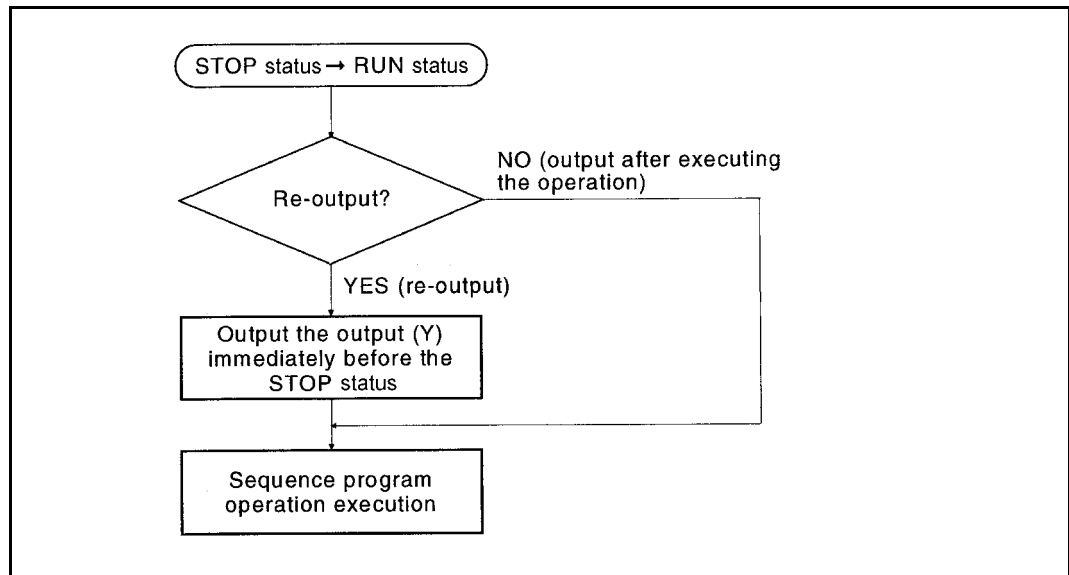 STOP status → RUN status
Re-output?
NO (output after executing
the operation)
YES (re-output)
Output the output (Y)
immediately before the
STOP status
Sequence program
operation execution